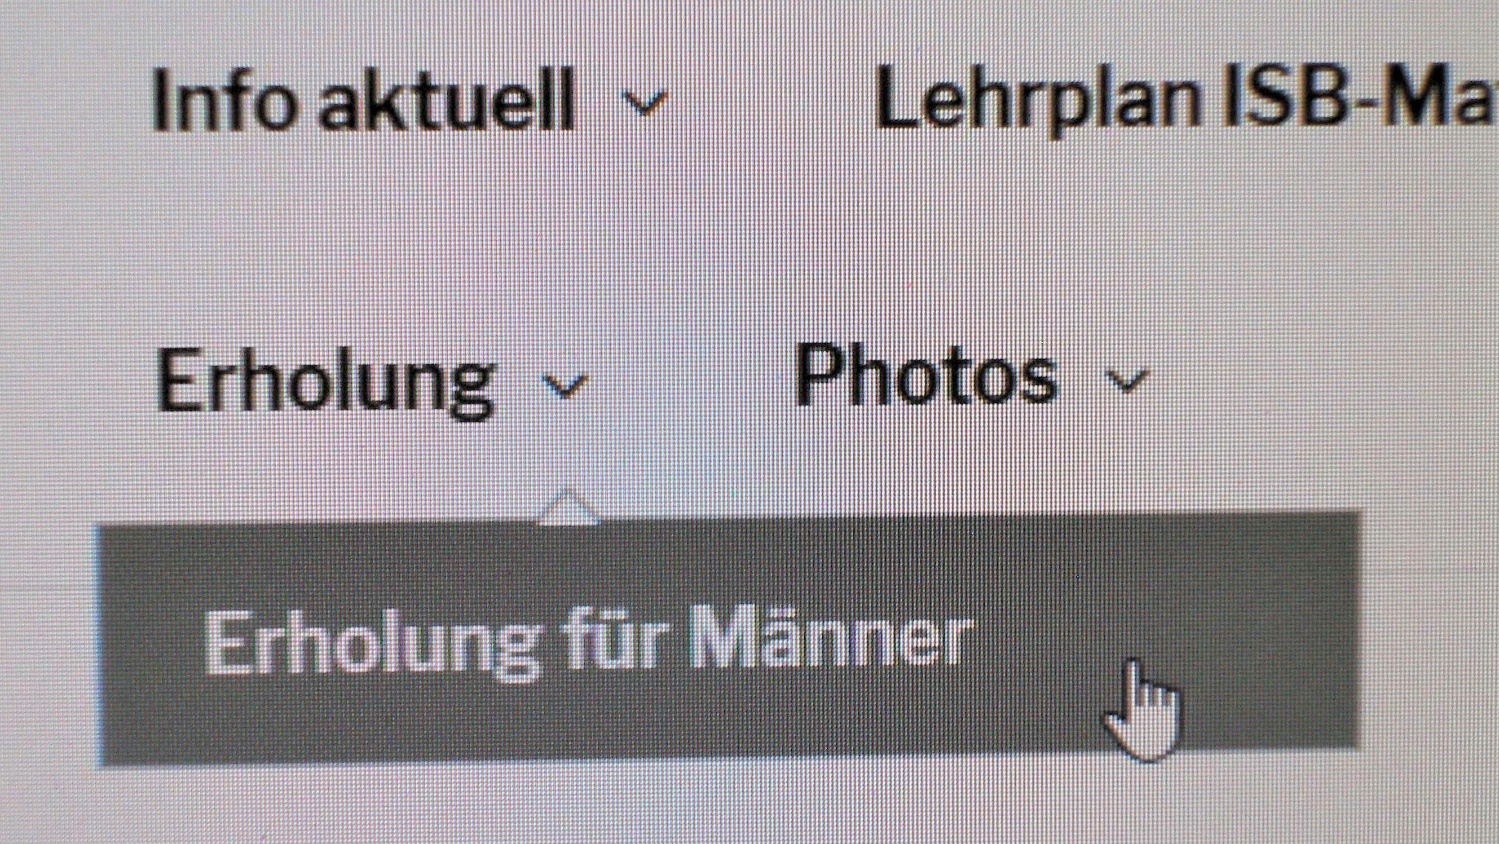 Info aktuell Lehrplan ISB-Ma
Erholung Photos
Erholung für Männer